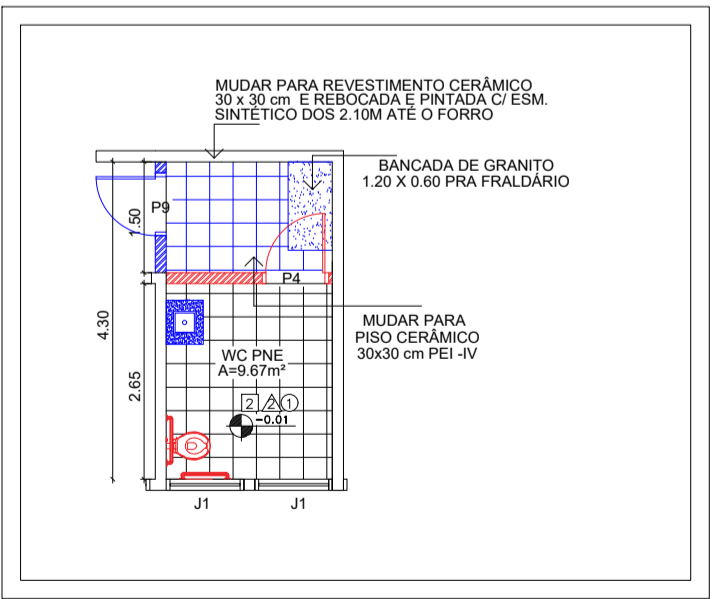 MUDAR PARA REVESTIMENTO CERÂMICO
30 x 30 cm E REBOCADA E PINTADA C/ ESM.
SINTÉTICO DOS 2.10M ATÉ O FORRO
BANCADA DE GRANITO
1.20 X 0.60 PRA FRALDÁRIO
P9
1.50
P4
4.30
MUDAR PARA
PISO CERÂMICO
30x30 cm PEI -IV
WC PNE
A=9.67m²
2.65
2 2 1
-0.01
J1 J1